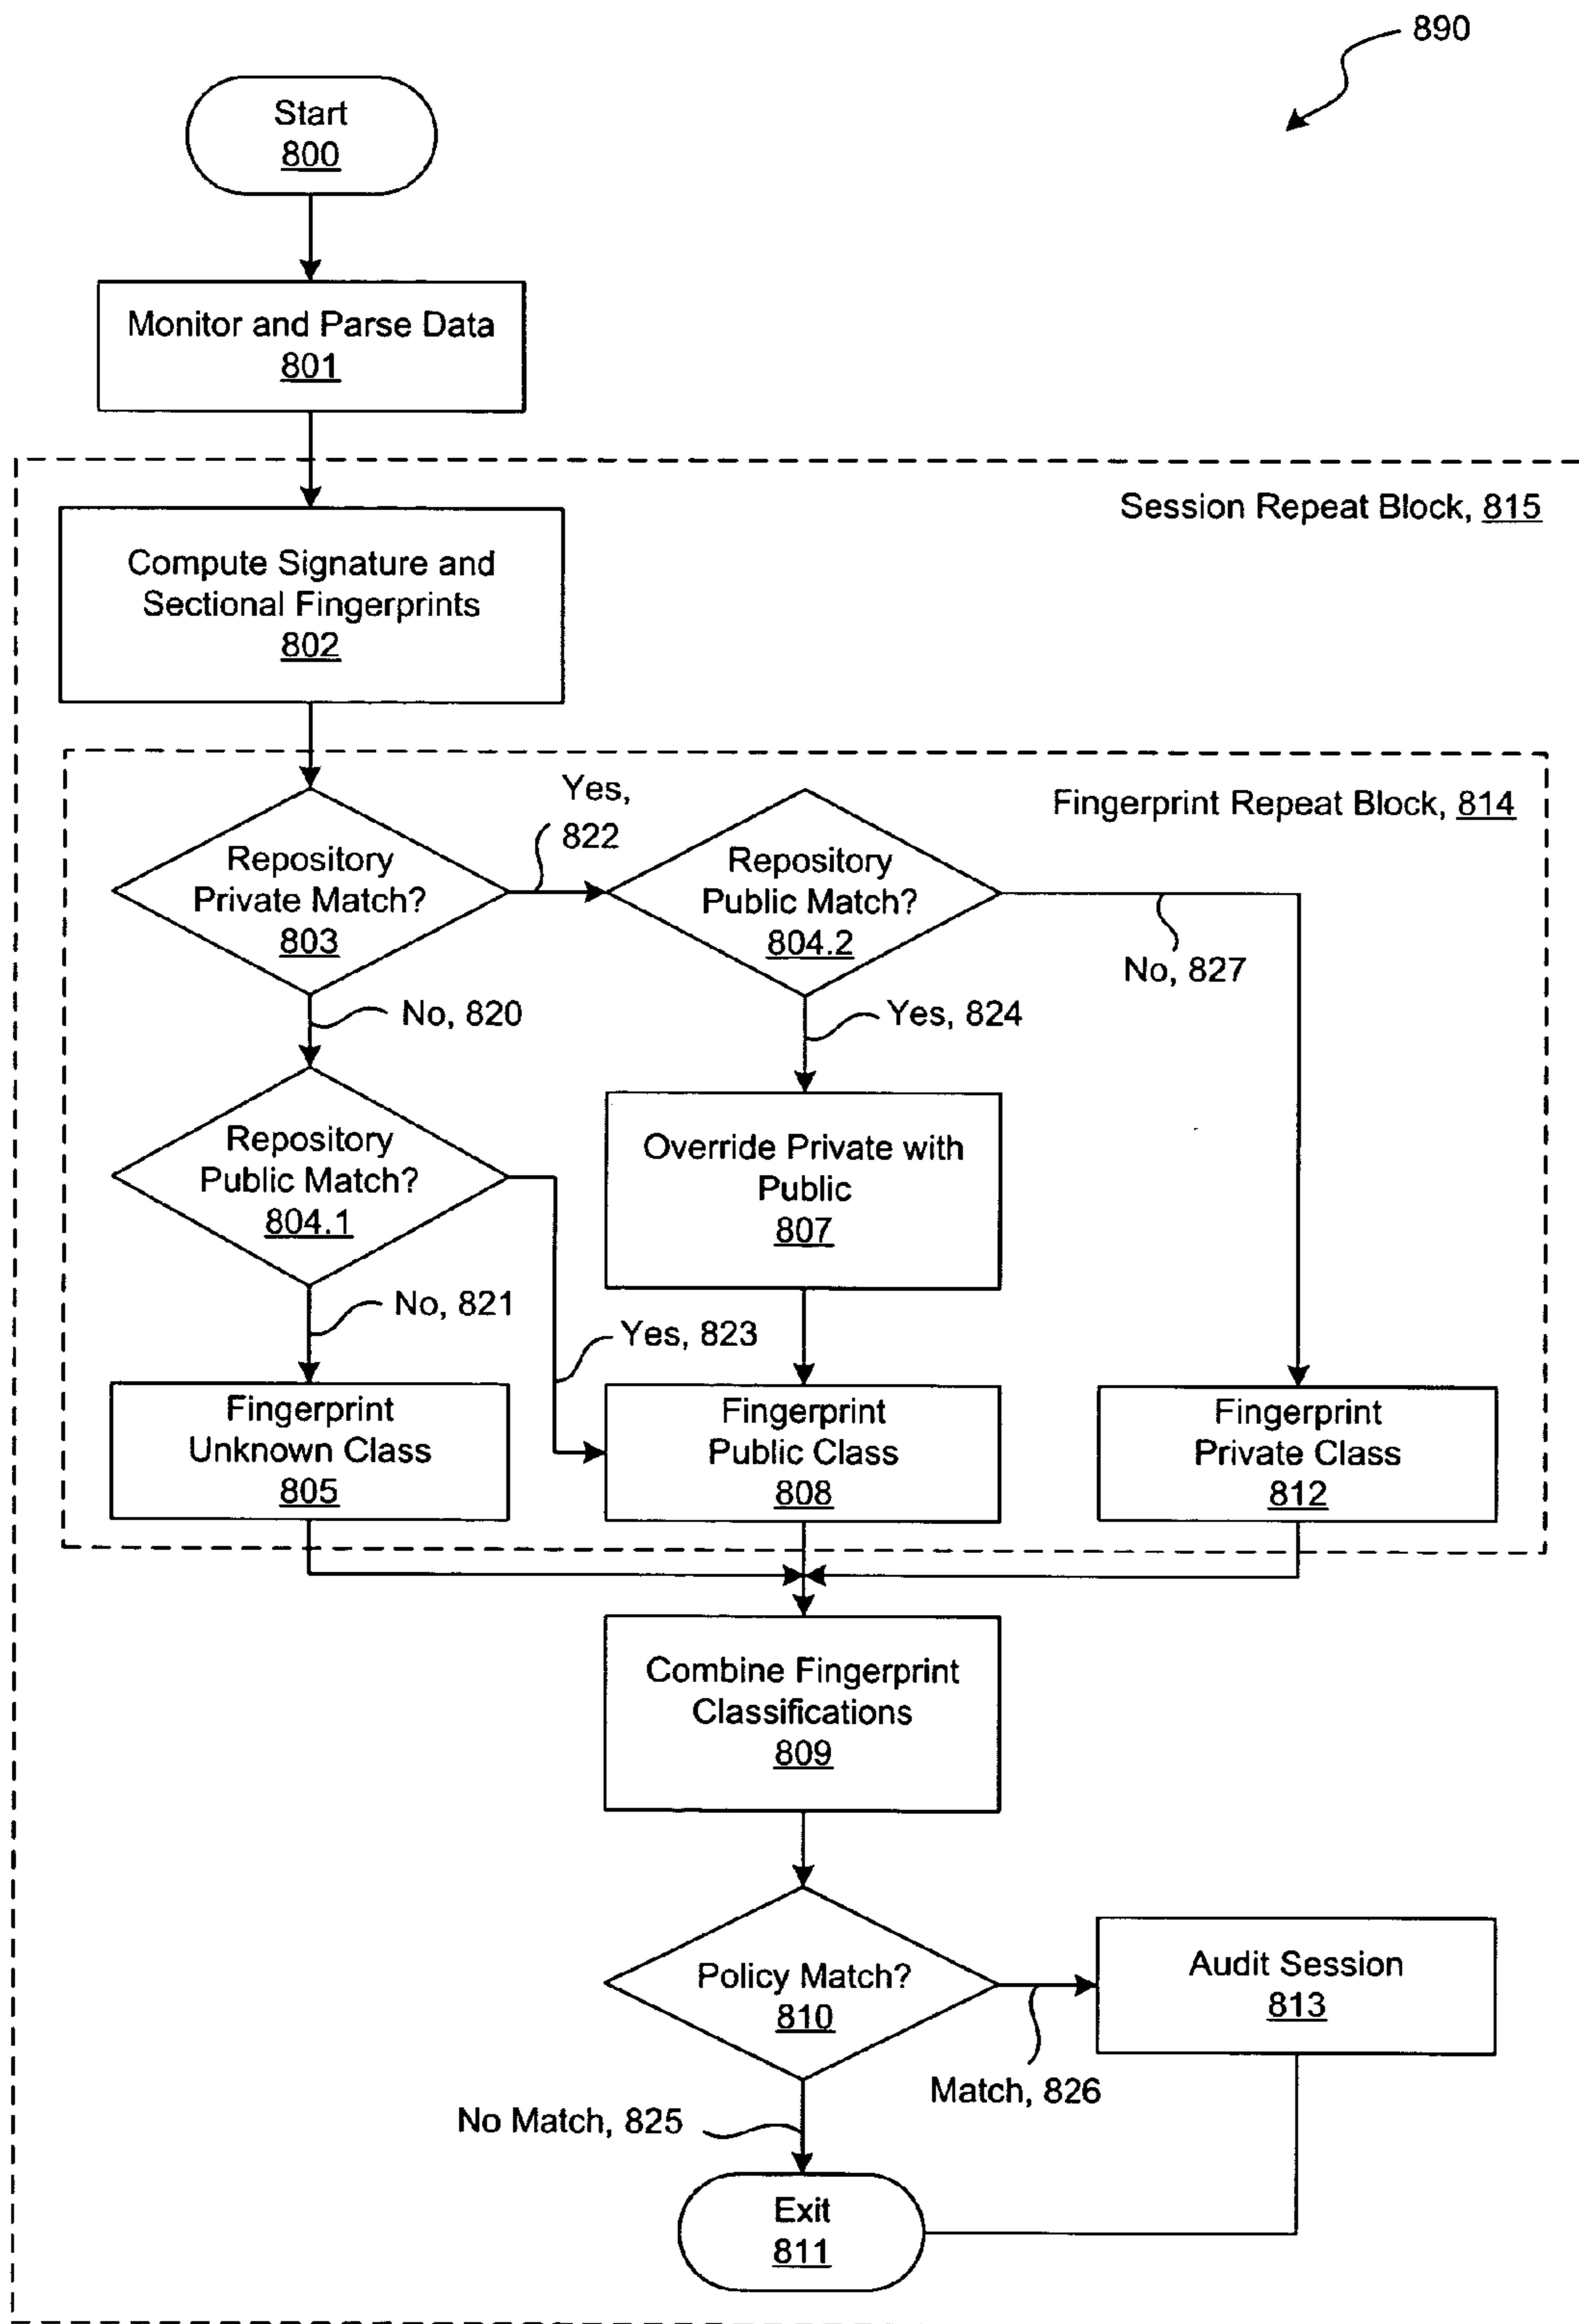 890
Start
800
Monitor and Parse Data
801
Session Repeat Block, 815
Compute Signature and
Sectional Fingerprints
802
Fingerprint Repeat Block, 814
Yes,
822
Repository
Private Match?
803
Repository
Public Match?
804.2
No, 827
No, 820
Yes, 824
Repository
Public Match?
804.1
Override Private with
Public
807
No, 821
Yes, 823
Fingerprint
Unknown Class
805
Fingerprint
Public Class
808
Fingerprint
Private Class
812
Combine Fingerprint
Classifications
809
Policy Match?
810
Audit Session
813
Match, 826
No Match, 825
Exit
811